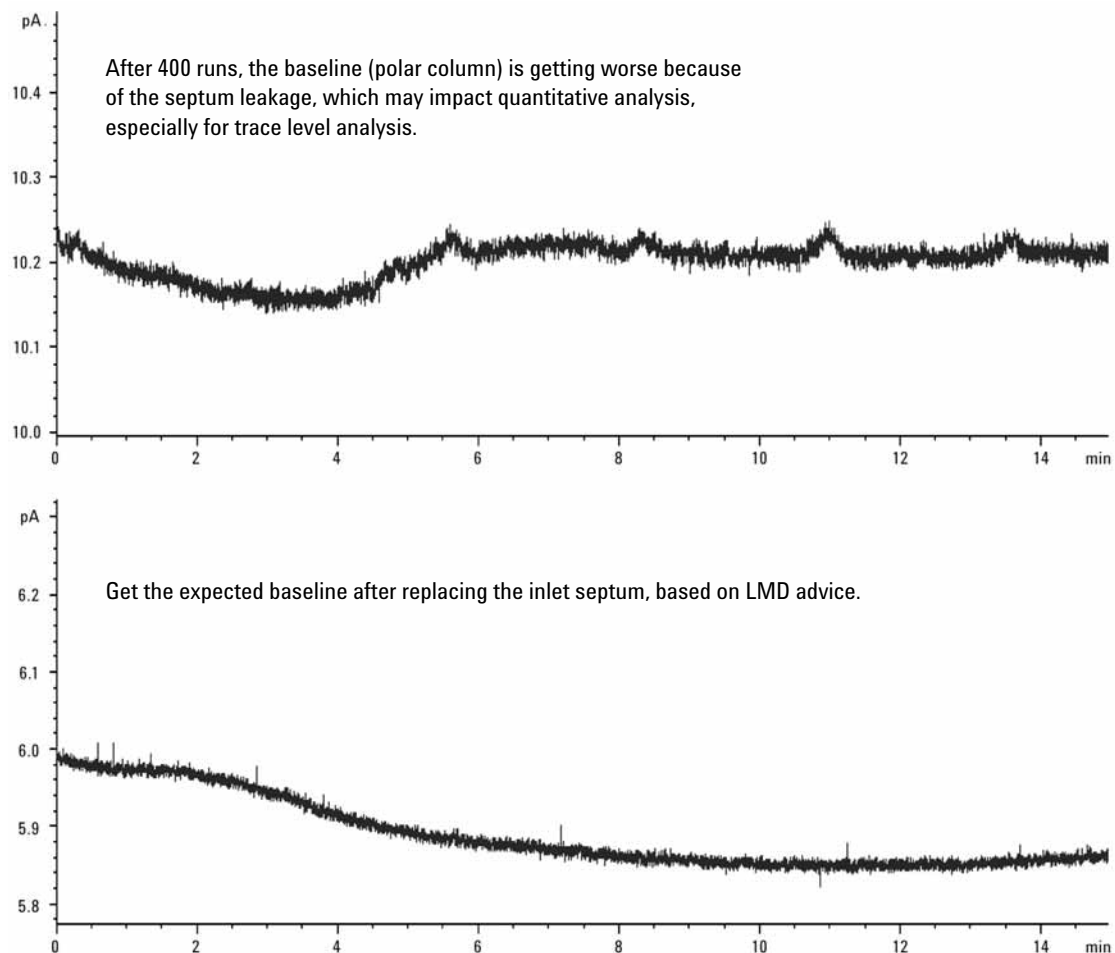 pA.
After 400 runs, the baseline (polar column) is getting worse because
of the septum leakage, which may impact quantitative analysis,
especially for trace level analysis.
10.4
10.3
10.2
10.1
10.0
0 2 4 6 8 10 12 14 min
pA
Get the expected baseline after replacing the inlet septum, based on LMD advice.
6.2
6.1
6.0
5.9
5.8
0 2 4 6 8 10 12 14 min